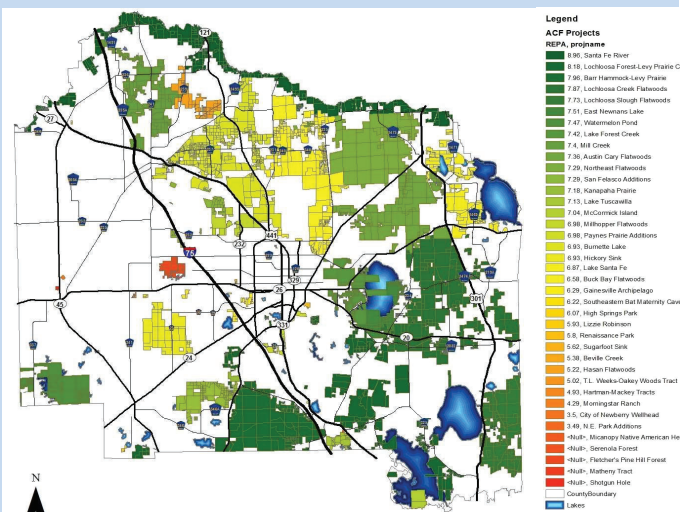 Legend
ACF Projects
REPA, projname
8.96, Santa Fe River
8.18, Lochloosa Forest-Levy Prairie C
7.96, Barr Hammock-Levy Prairie
7.87, Lochloosa Creek Flatwoods
7.73, Lochloosa Slough Flatwoods
7.51, East Newnans Lake
7.47, Watermelon Pond
7.42, Lake Forest Creek
7.4, Mill Creek
7.36, Austin Cary Flatwoods
7.29, Northeast Flatwoods
7.29, San Felasco Additions
7.18, Kanapaha Prairie
7.13, Lake Tuscawilla
7.04, McCormick Island
6.98, Millhopper Flatwoods
6.98, Paynes Prairie Additions
6.93, Burnette Lake
6.93, Hickory Sink
6.87, Lake Santa Fe
6.58, Buck Bay Flatwoods
6.29, Gainesville Archipelago
6.22, Southeastern Bat Maternity Cave
6.07, High Springs Park
5.93, Lizzie Robinson
5.8, Renaissance Park
5.62, Sugarfoot Sink
5.38, Beville Creek
5.22, Hasan Flatwoods
5.02, T.L. Weeks-Oakey Woods Tract
4.93, Hartman-Mackey Tracts
4.29, Morningstar Ranch
3.5, City of Newberry Wellhead
3.49, N.E. Park Additions
<Null>, Micanopy Native American He
<Null>, Serenola Forest
<Null>, Fletcher's Pine Hill Forest
<Null>, Matheny Tract
<Null>, Shotgun Hole
CountyBoundary
Lakes
121
27
441
232
75
329
26
301
45
331
20
24
N